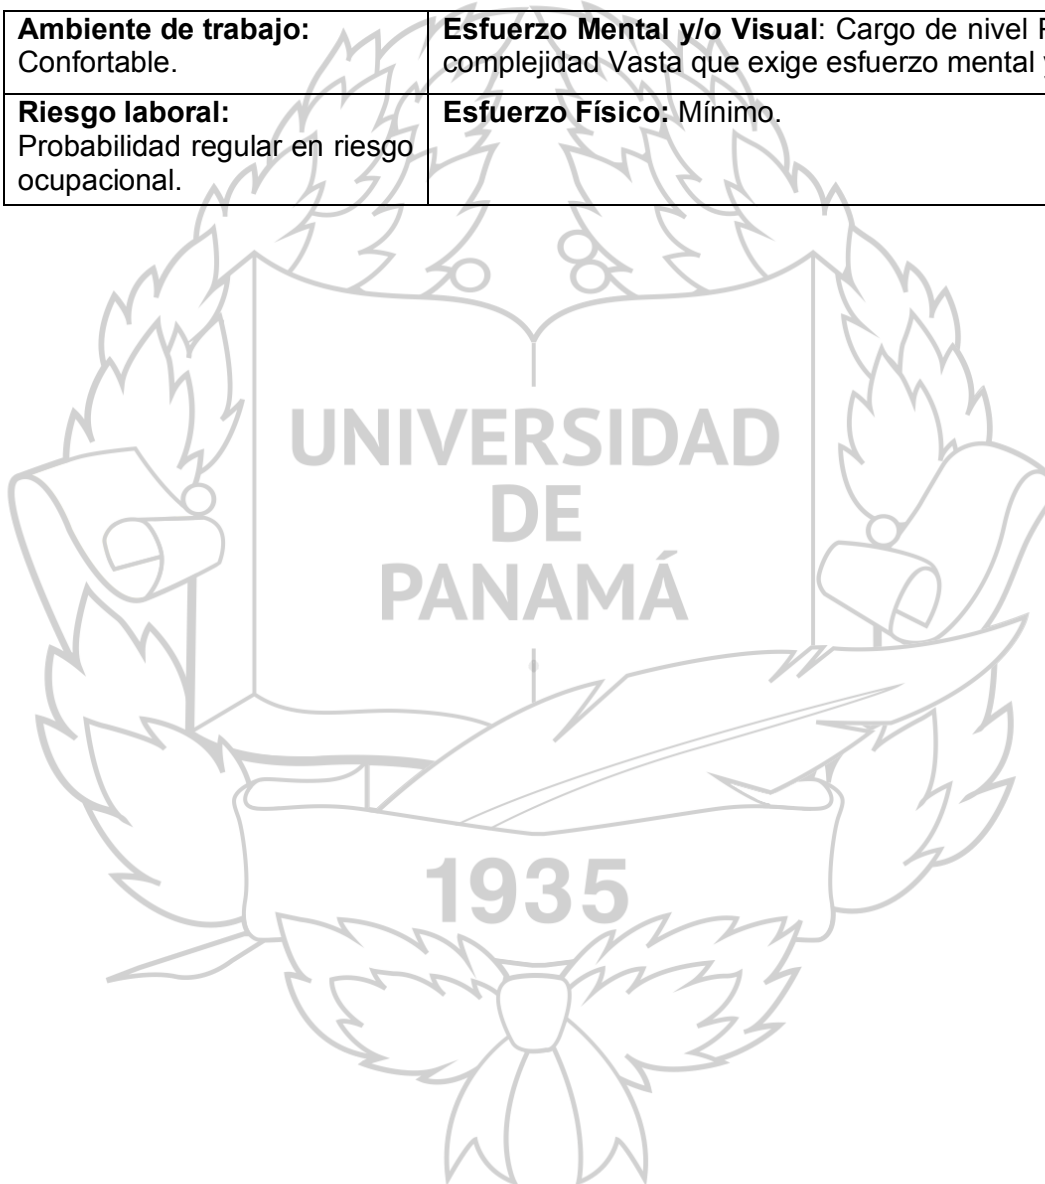 Ambiente de trabajo:
Confortable.
Esfuerzo Mental y/o Visual: Cargo de nivel
complejidad Vasta que exige esfuerzo mental
Riesgo laboral:
Probabilidad regular en riesgo
ocupacional.
Esfuerzo Físico: Mínimo.
UNIVERSIDAD
DE
PANAMÁ
1935